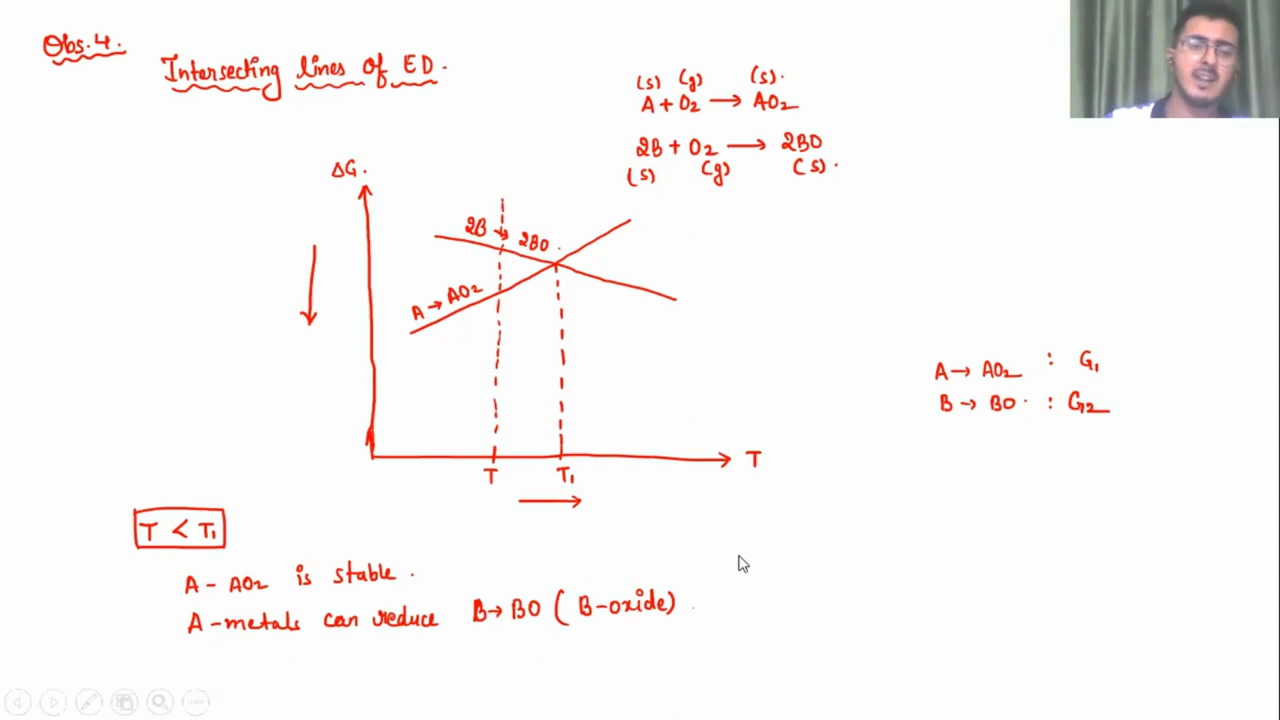 Obs.4.
Intersecting lines of ED.
(s) (g) (s).
A + O₂ → AO₂
2B + O₂ → 2BO
(s) (g) (s).
ΔG.
2B → 2BO.
A → AO₂
T T₁
T
A → AO₂ : G₁
B → BO. : G₂
T < T₁
A - AO₂ is stable.
A-metals can reduce B → BO (B-oxide).